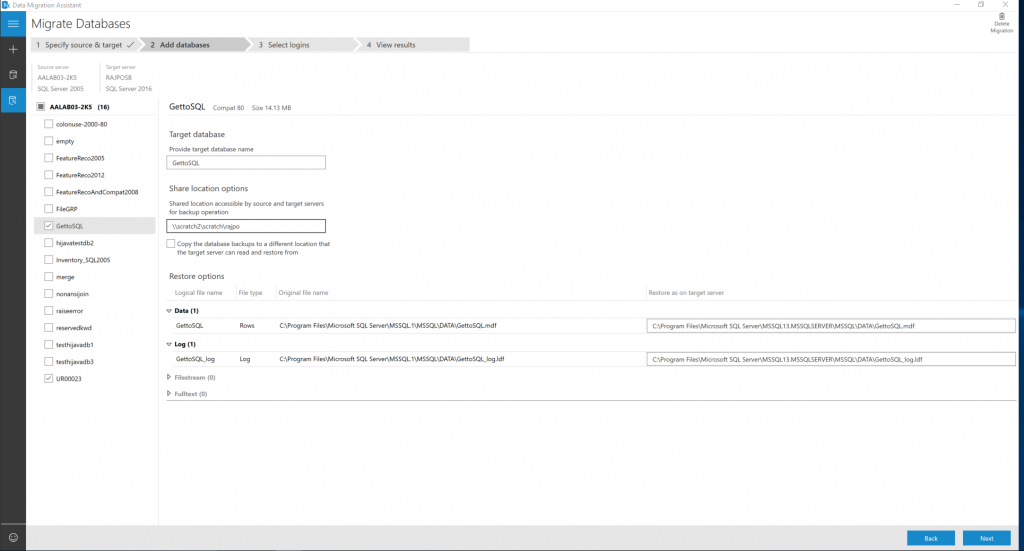 Data Migration Assistant
Migrate Databases
Delete
Migration
1 Specify source & target
2 Add databases
3 Select logins
4 View results
Source server
AALAB03-2K5
SQL Server 2005
Target server
RAJPOSB
SQL Server 2016
AALAB03-2K5 (16)
colonuse-2000-80
empty
FeatureReco2005
FeatureReco2012
FeatureRecoAndCompat2008
FileGRP
GettoSQL
hijavatestdb2
Inventory_SQL2005
merge
nonansijoin
raiseerror
reservedkwd
testhijavadb1
testhijavadb3
UR00023
GettoSQL Compat 80 Size 14.13 MB
Target database
Provide target database name
GettoSQL
Share location options
Shared location accessible by source and target servers
for backup operation
\\scratch2\scratch\rajpo
Copy the database backups to a different location that
the target server can read and restore from
Restore options
Logical file name File type Original file name Restore as on target server
Data (1)
GettoSQL Rows C:\Program Files\Microsoft SQL Server\MSSQL.1\MSSQL\DATA\GettoSQL.mdf C:\Program Files\Microsoft SQL Server\MSSQL13.MSSQLSERVER\MSSQL\DATA\GettoSQL.mdf
Log (1)
GettoSQL_log Log C:\Program Files\Microsoft SQL Server\MSSQL.1\MSSQL\DATA\GettoSQL_log.ldf C:\Program Files\Microsoft SQL Server\MSSQL13.MSSQLSERVER\MSSQL\DATA\GettoSQL_log.ldf
Filestream (0)
Fulltext (0)
Back
Next